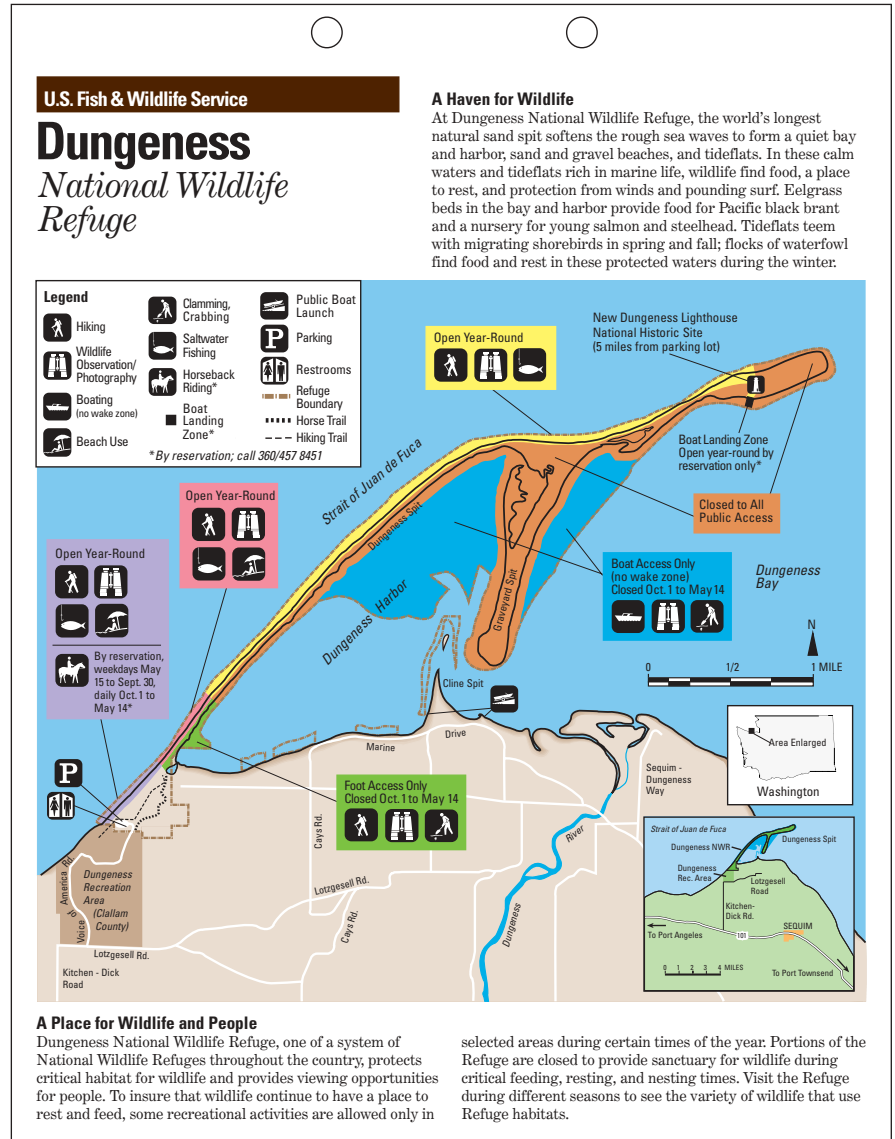 U.S. Fish & Wildlife Service
Dungeness
National Wildlife
Refuge
A Haven for Wildlife
At Dungeness National Wildlife Refuge, the world's longest
natural sand spit softens the rough sea waves to form a quiet bay
and harbor, sand and gravel beaches, and tideflats. In these calm
waters and tideflats rich in marine life, wildlife find food, a place
to rest, and protection from winds and pounding surf. Eelgrass
beds in the bay and harbor provide food for Pacific black brant
and a nursery for young salmon and steelhead. Tideflats teem
with migrating shorebirds in spring and fall; flocks of waterfowl
find food and rest in these protected waters during the winter.
Legend
Hiking
Wildlife
Observation/
Photography
Boating
(no wake zone)
Beach Use
Clamming,
Crabbing
Saltwater
Fishing
Horseback
Riding*
Boat
Landing
Zone*
Public Boat
Launch
P
Parking
Restrooms
Refuge
Boundary
Horse Trail
Hiking Trail
*By reservation; call 360/457 8451
Open Year-Round
New Dungeness Lighthouse
National Historic Site
(5 miles from parking lot)
Boat Landing Zone
Open year-round by
reservation only*
Closed to All
Public Access
Strait of Juan de Fuca
Dungeness Spit
Open Year-Round
Open Year-Round
By reservation,
weekdays May
15 to Sept. 30,
daily Oct. 1 to
May 14*
Dungeness Harbor
Graveyard Spit
Boat Access Only
(no wake zone)
Closed Oct. 1 to May 14
Dungeness
Bay
N
0 1/2 1 MILE
Cline Spit
Marine Drive
Foot Access Only
Closed Oct. 1 to May 14
P
Sequim -
Dungeness
Way
Area Enlarged
Washington
Cays Rd.
Lotzgesell Rd.
Cays Rd.
Dungeness River
Dungeness
Recreation
Area
(Clallam
County)
Voice of America Rd.
Lotzgesell Rd.
Kitchen - Dick
Road
Strait of Juan de Fuca
Dungeness NWR
Dungeness Spit
Dungeness
Rec. Area
Lotzgesell
Road
Kitchen-
Dick Rd.
To Port Angeles
101
SEQUIM
0 1 2 3 4 MILES
To Port Townsend
A Place for Wildlife and People
Dungeness National Wildlife Refuge, one of a system of
National Wildlife Refuges throughout the country, protects
critical habitat for wildlife and provides viewing opportunities
for people. To insure that wildlife continue to have a place to
rest and feed, some recreational activities are allowed only in
selected areas during certain times of the year. Portions of the
Refuge are closed to provide sanctuary for wildlife during
critical feeding, resting, and nesting times. Visit the Refuge
during different seasons to see the variety of wildlife that use
Refuge habitats.